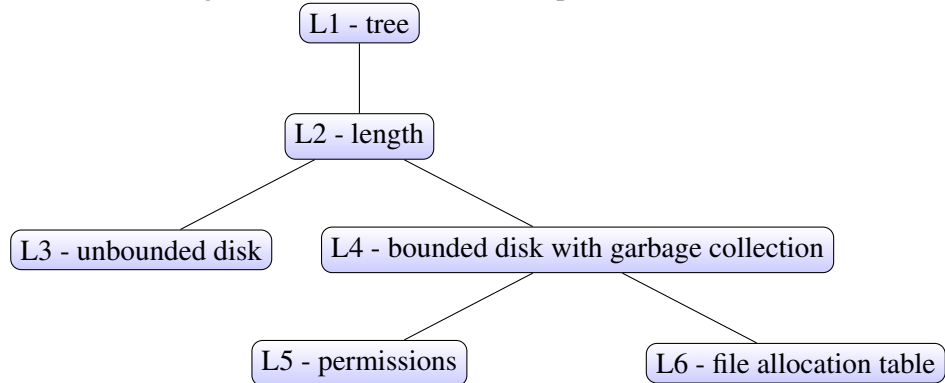 L1 - tree
L2 - length
L3 - unbounded disk
L4 - bounded disk with garbage collection
L5 - permissions
L6 - file allocation table